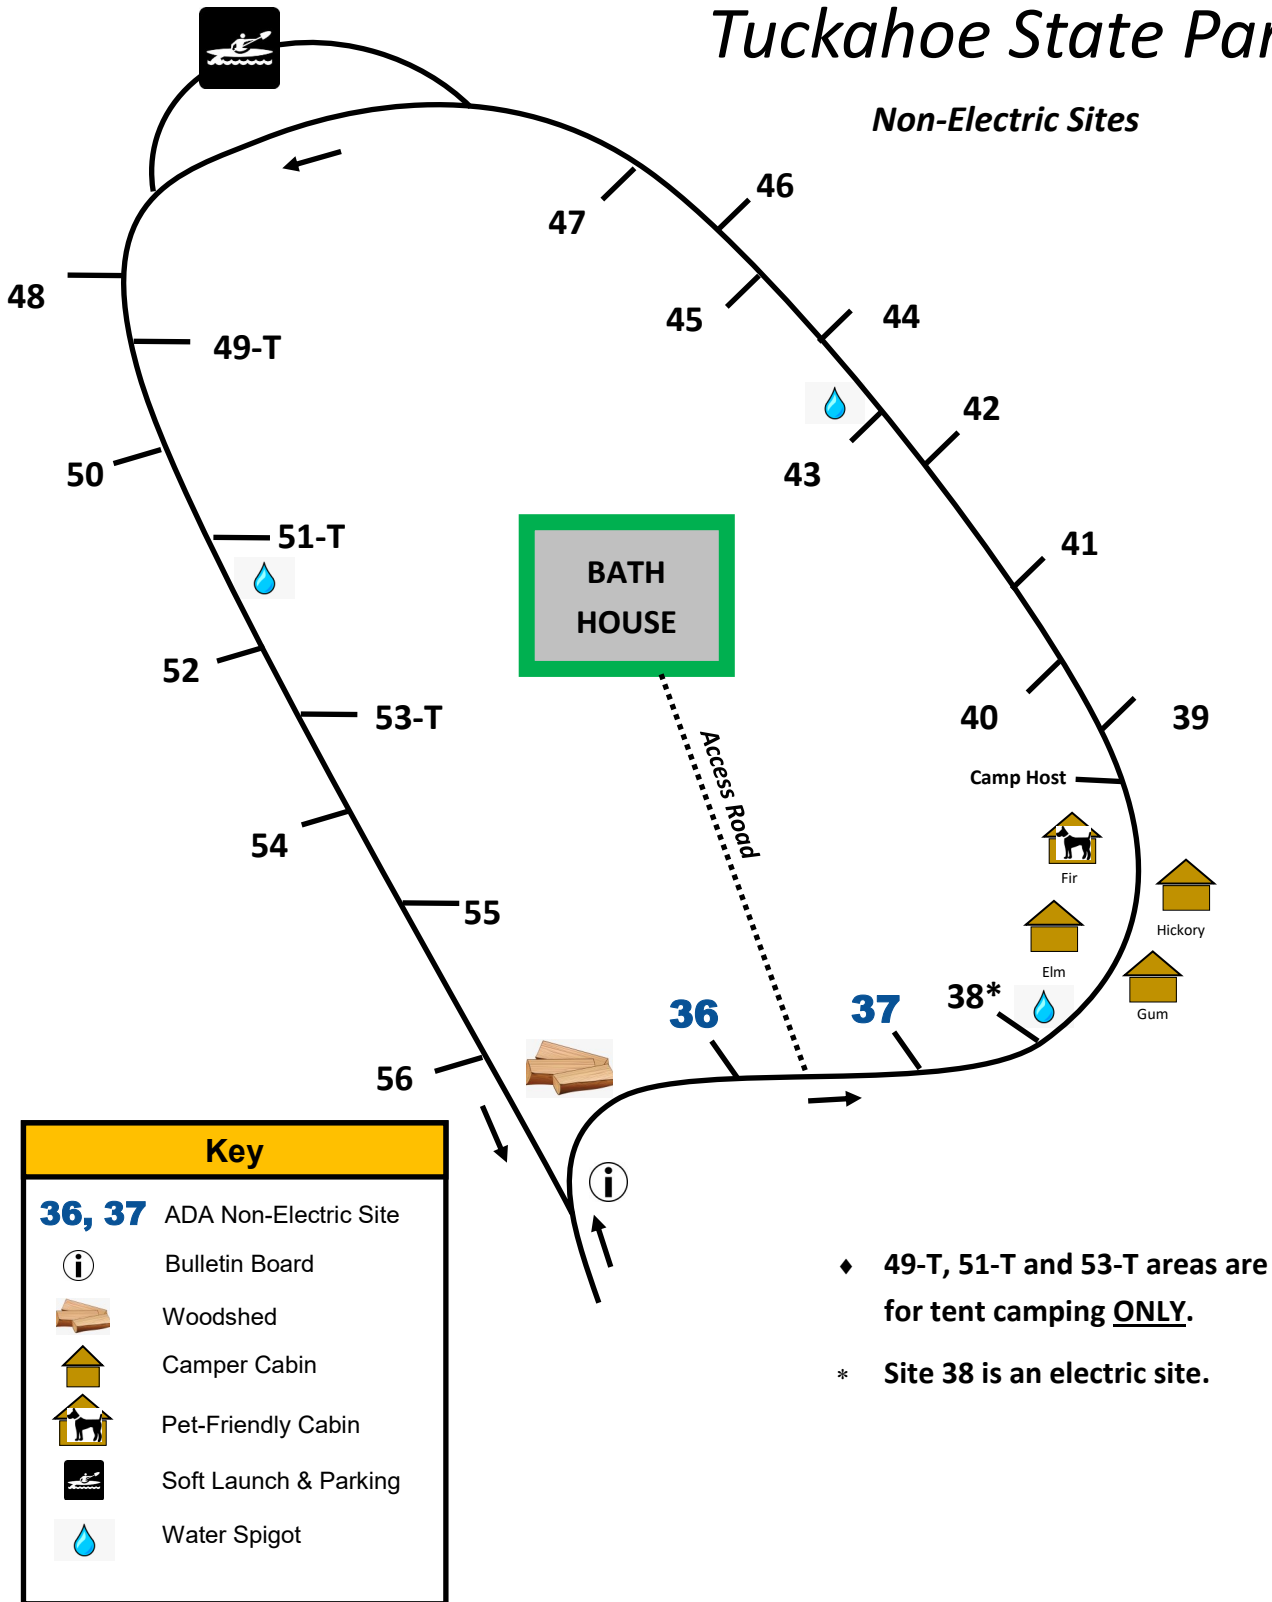 Tuckahoe State Par
Non-Electric Sites
46
47
48
45
44
49-T
42
50
43
51-T
41
BATH
HOUSE
52
53-T
40
39
Access Road
Camp Host
54
Fir
55
Hickory
Elm
38*
36
37
Gum
56
Key
36, 37 ADA Non-Electric Site
i Bulletin Board
Woodshed
Camper Cabin
Pet-Friendly Cabin
Soft Launch & Parking
Water Spigot
i
♦ 49-T, 51-T and 53-T areas are
for tent camping ONLY.
* Site 38 is an electric site.